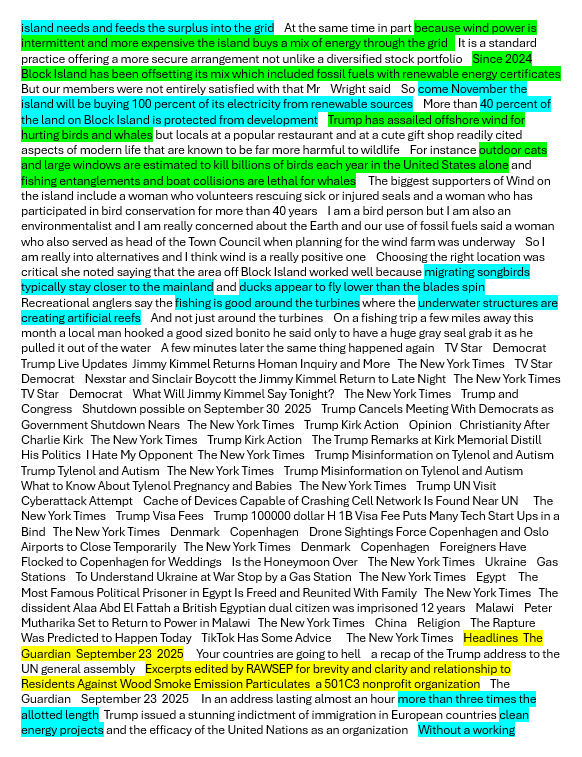 island needs and feeds the surplus into the grid At the same time in part because wind power is
intermittent and more expensive the island buys a mix of energy through the grid It is a standard
practice offering a more secure arrangement not unlike a diversified stock portfolio Since 2024
Block Island has been offsetting its mix which included fossil fuels with renewable energy certificates
But our members were not entirely satisfied with that Mr Wright said So come November the
island will be buying 100 percent of its electricity from renewable sources More than 40 percent of
the land on Block Island is protected from development Trump has assailed offshore wind for
hurting birds and whales but locals at a popular restaurant and at a cute gift shop readily cited
aspects of modern life that are known to be far more harmful to wildlife For instance outdoor cats
and large windows are estimated to kill billions of birds each year in the United States alone and
fishing entanglements and boat collisions are lethal for whales The biggest supporters of Wind on
the island include a woman who volunteers rescuing sick or injured seals and a woman who has
participated in bird conservation for more than 40 years I am a bird person but I am also an
environmentalist and I am really concerned about the Earth and our use of fossil fuels said a woman
who also served as head of the Town Council when planning for the wind farm was underway So I
am really into alternatives and I think wind is a really positive one Choosing the right location was
critical she noted saying that the area off Block Island worked well because migrating songbirds
typically stay closer to the mainland and ducks appear to fly lower than the blades spin
Recreational anglers say the fishing is good around the turbines where the underwater structures are
creating artificial reefs And not just around the turbines On a fishing trip a few miles away this
month a local man hooked a good sized bonito he said only to have a huge gray seal grab it as he
pulled it out of the water A few minutes later the same thing happened again TV Star Democrat
Trump Live Updates Jimmy Kimmel Returns Homan Inquiry and More The New York Times TV Star
Democrat Nexstar and Sinclair Boycott the Jimmy Kimmel Return to Late Night The New York Times
TV Star Democrat What Will Jimmy Kimmel Say Tonight? The New York Times Trump and
Congress Shutdown possible on September 30 2025 Trump Cancels Meeting With Democrats as
Government Shutdown Nears The New York Times Trump Kirk Action Opinion Christianity After
Charlie Kirk The New York Times Trump Kirk Action The Trump Remarks at Kirk Memorial Distill
His Politics I Hate My Opponent The New York Times Trump Misinformation on Tylenol and Autism
Trump Tylenol and Autism The New York Times Trump Misinformation on Tylenol and Autism
What to Know About Tylenol Pregnancy and Babies The New York Times Trump UN Visit
Cyberattack Attempt Cache of Devices Capable of Crashing Cell Network Is Found Near UN The
New York Times Trump Visa Fees Trump 100000 dollar H 1B Visa Fee Puts Many Tech Start Ups in a
Bind The New York Times Denmark Copenhagen Drone Sightings Force Copenhagen and Oslo
Airports to Close Temporarily The New York Times Denmark Copenhagen Foreigners Have
Flocked to Copenhagen for Weddings Is the Honeymoon Over The New York Times Ukraine Gas
Stations To Understand Ukraine at War Stop by a Gas Station The New York Times Egypt The
Most Famous Political Prisoner in Egypt Is Freed and Reunited With Family The New York Times The
dissident Alaa Abd El Fattah a British Egyptian dual citizen was imprisoned 12 years Malawi Peter
Mutharika Set to Return to Power in Malawi The New York Times China Religion The Rapture
Was Predicted to Happen Today TikTok Has Some Advice The New York Times Headlines The
Guardian September 23 2025 Your countries are going to hell a recap of the Trump address to the
UN general assembly Excerpts edited by RAWSEP for brevity and clarity and relationship to
Residents Against Wood Smoke Emission Particulates a 501C3 nonprofit organization The
Guardian September 23 2025 In an address lasting almost an hour more than three times the
allotted length Trump issued a stunning indictment of immigration in European countries clean
energy projects and the efficacy of the United Nations as an organization Without a working